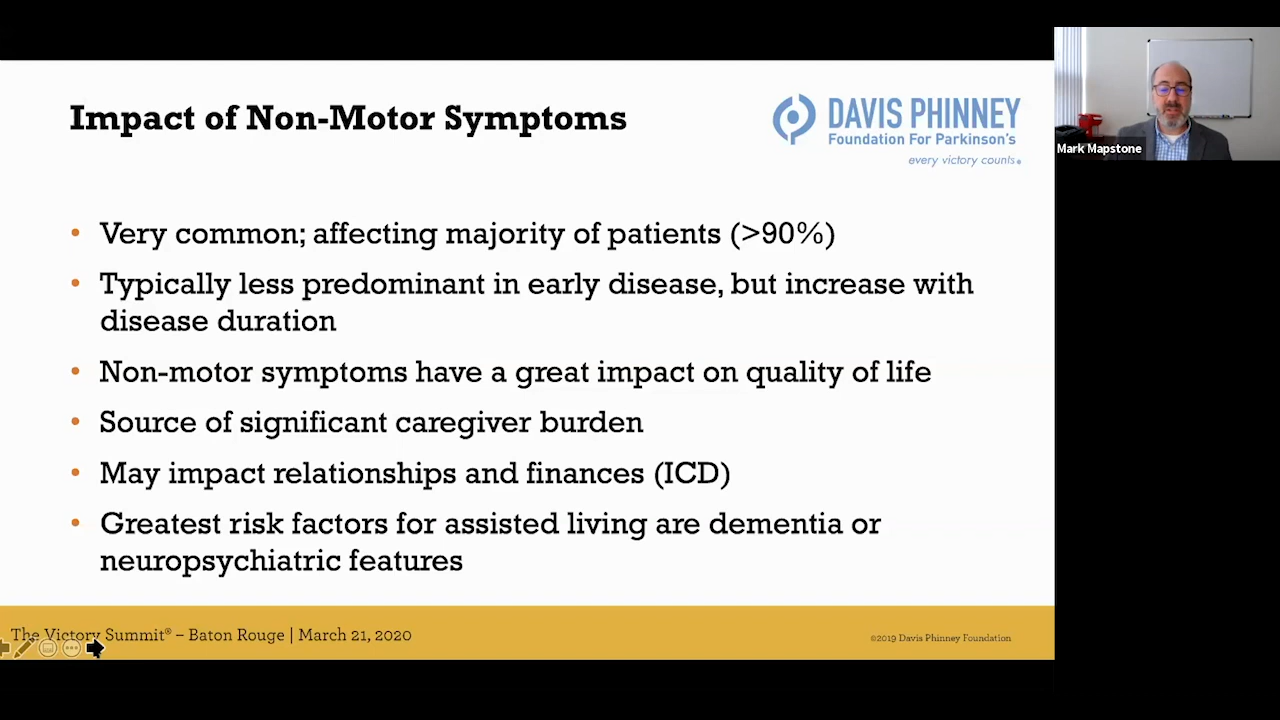 Impact of Non-Motor Symptoms
DAVIS PHINNEY
Foundation For Parkinson's
every victory counts®
• Very common; affecting majority of patients (>90%)
• Typically less predominant in early disease, but increase with
disease duration
• Non-motor symptoms have a great impact on quality of life
• Source of significant caregiver burden
• May impact relationships and finances (ICD)
• Greatest risk factors for assisted living are dementia or
neuropsychiatric features
The Victory Summit® – Baton Rouge | March 21, 2020
©2019 Davis Phinney Foundation
Mark Mapstone